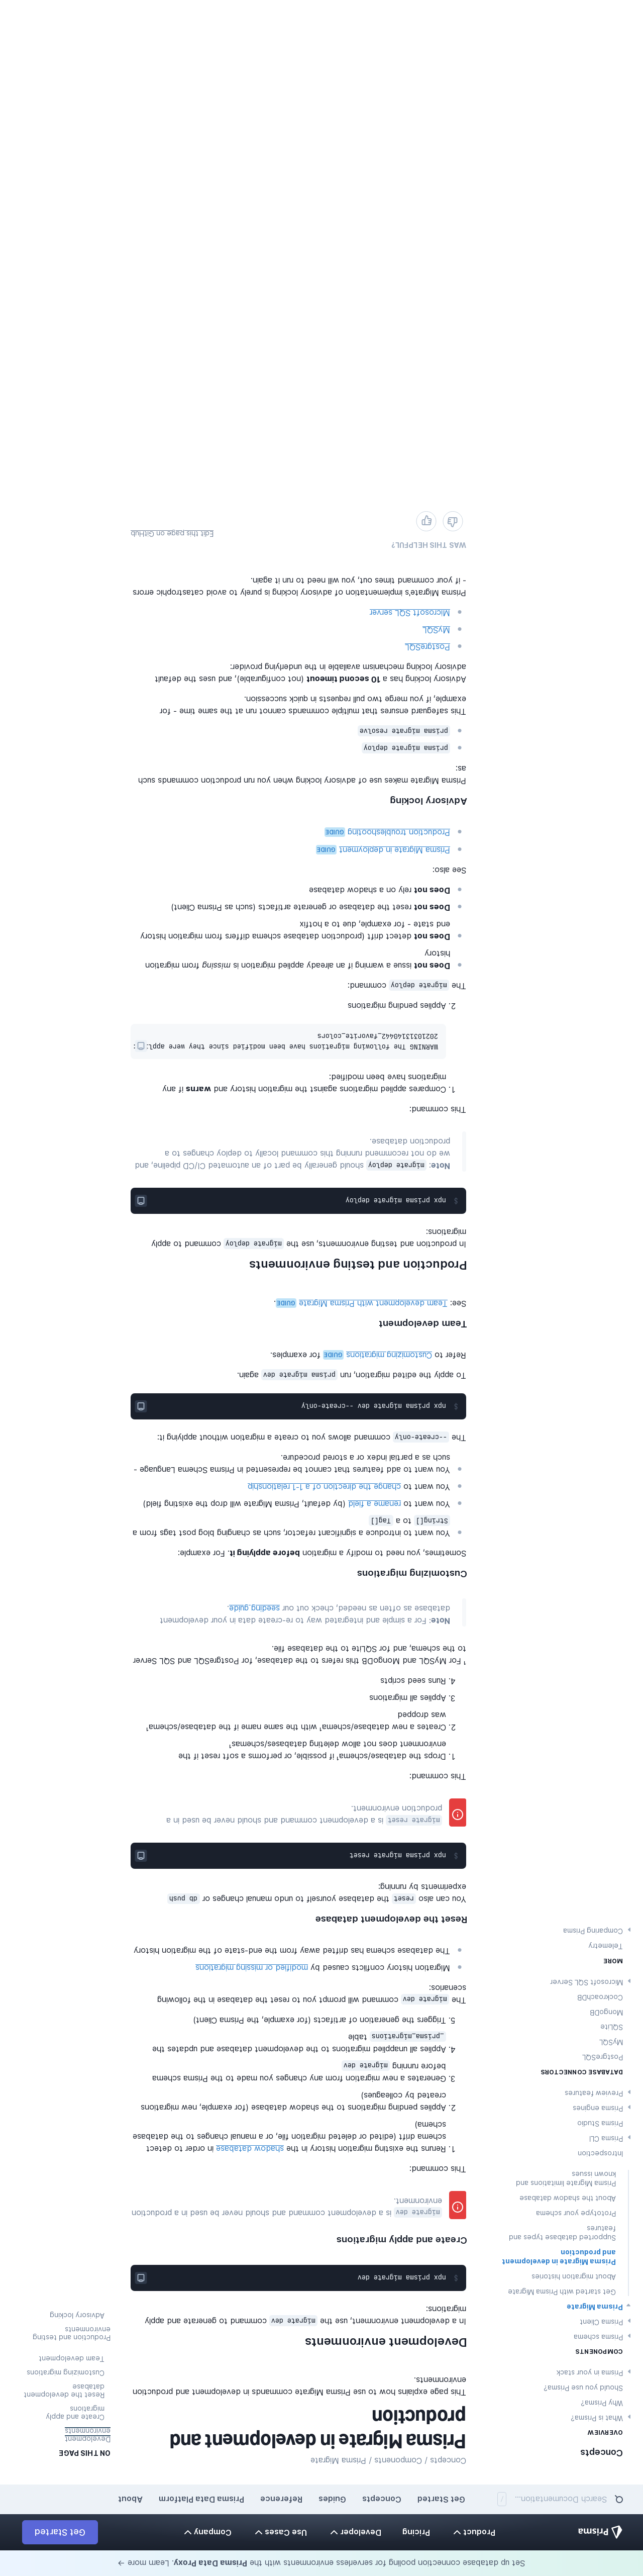 Set up database connection pooling for serverless environments with the Prisma Data Proxy. Learn more →
Prisma
Product
Pricing
Developer
Use Cases
Company
Get Started
Search Documentation...
/
Get Started
Concepts
Guides
Reference
Prisma Data Platform
About
Concepts
OVERVIEW
What is Prisma?
Why Prisma?
Should you use Prisma?
Prisma in your stack
COMPONENTS
Prisma schema
Prisma Client
Prisma Migrate
Get started with Prisma Migrate
About migration histories
Prisma Migrate in development
and production
Supported database types and
features
Prototype your schema
About the shadow database
Prisma Migrate limitations and
known issues
Introspection
Prisma CLI
Prisma Studio
Prisma engines
Preview features
DATABASE CONNECTORS
PostgreSQL
MySQL
SQLite
MongoDB
CockroachDB
Microsoft SQL Server
MORE
Telemetry
Comparing Prisma
Concepts / Components / Prisma Migrate
Prisma Migrate in development and
production
This page explains how to use Prisma Migrate commands in development and production
environments.
Development environments
In a development environment, use the migrate dev command to generate and apply
migrations:
$ npx prisma migrate dev
Create and apply migrations
migrate dev is a development command and should never be used in a production
environment.
This command:
1. Reruns the existing migration history in the shadow database in order to detect
schema drift (edited or deleted migration file, or a manual changes to the database
schema)
2. Applies pending migrations to the shadow database (for example, new migrations
created by colleagues)
3. Generates a new migration from any changes you made to the Prisma schema
before running migrate dev
4. Applies all unapplied migrations to the development database and updates the
_prisma_migrations table
5. Triggers the generation of artifacts (for example, the Prisma Client)
The migrate dev command will prompt you to reset the database in the following
scenarios:
Migration history conflicts caused by modified or missing migrations
The database schema has drifted away from the end-state of the migration history
Reset the development database
You can also reset the database yourself to undo manual changes or db push
experiments by running:
$ npx prisma migrate reset
migrate reset is a development command and should never be used in a
production environment.
This command:
1. Drops the database/schema¹ if possible, or performs a soft reset if the
environment does not allow deleting databases/schemas¹
2. Creates a new database/schema¹ with the same name if the database/schema¹
was dropped
3. Applies all migrations
4. Runs seed scripts
¹ For MySQL and MongoDB this refers to the database, for PostgreSQL and SQL Server
to the schema, and for SQLite to the database file.
Note: For a simple and integrated way to re-create data in your development
database as often as needed, check out our seeding guide.
Customizing migrations
Sometimes, you need to modify a migration before applying it. For example:
You want to introduce a significant refactor, such as changing blog post tags from a
String[] to a Tag[]
You want to rename a field (by default, Prisma Migrate will drop the existing field)
You want to change the direction of a 1-1 relationship
You want to add features that cannot be represented in Prisma Schema Language -
such as a partial index or a stored procedure.
The --create-only command allows you to create a migration without applying it:
$ npx prisma migrate dev --create-only
To apply the edited migration, run prisma migrate dev again.
Refer to Customizing migrations GUIDE for examples.
Team development
See: Team development with Prisma Migrate GUIDE.
Production and testing environments
In production and testing environments, use the migrate deploy command to apply
migrations:
$ npx prisma migrate deploy
Note: migrate deploy should generally be part of an automated CI/CD pipeline, and
we do not recommend running this command locally to deploy changes to a
production database.
This command:
1. Compares applied migrations against the migration history and warns if any
migrations have been modified:
WARNING The following migrations have been modified since they were appl
20210313140442_favorite_colors
2. Applies pending migrations
The migrate deploy command:
Does not issue a warning if an already applied migration is missing from migration
history
Does not detect drift (production database schema differs from migration history
end state - for example, due to a hotfix
Does not reset the database or generate artifacts (such as Prisma Client)
Does not rely on a shadow database
See also:
Prisma Migrate in deployment GUIDE
Production troubleshooting GUIDE
Advisory locking
Prisma Migrate makes use of advisory locking when you run production commands such
as:
prisma migrate deploy
prisma migrate resolve
This safeguard ensures that multiple commands cannot run at the same time - for
example, if you merge two pull requests in quick succession.
Advisory locking has a 10 second timeout (not configurable), and uses the default
advisory locking mechanism available in the underlying provider:
PostgreSQL
MySQL
Microsoft SQL server
Prisma Migrate's implementation of advisory locking is purely to avoid catastrophic errors
- if your command times out, you will need to run it again.
WAS THIS HELPFUL?
Edit this page on GitHub
ON THIS PAGE
Development
environments
Create and apply
migrations
Reset the development
database
Customizing migrations
Team development
Production and testing
environments
Advisory locking